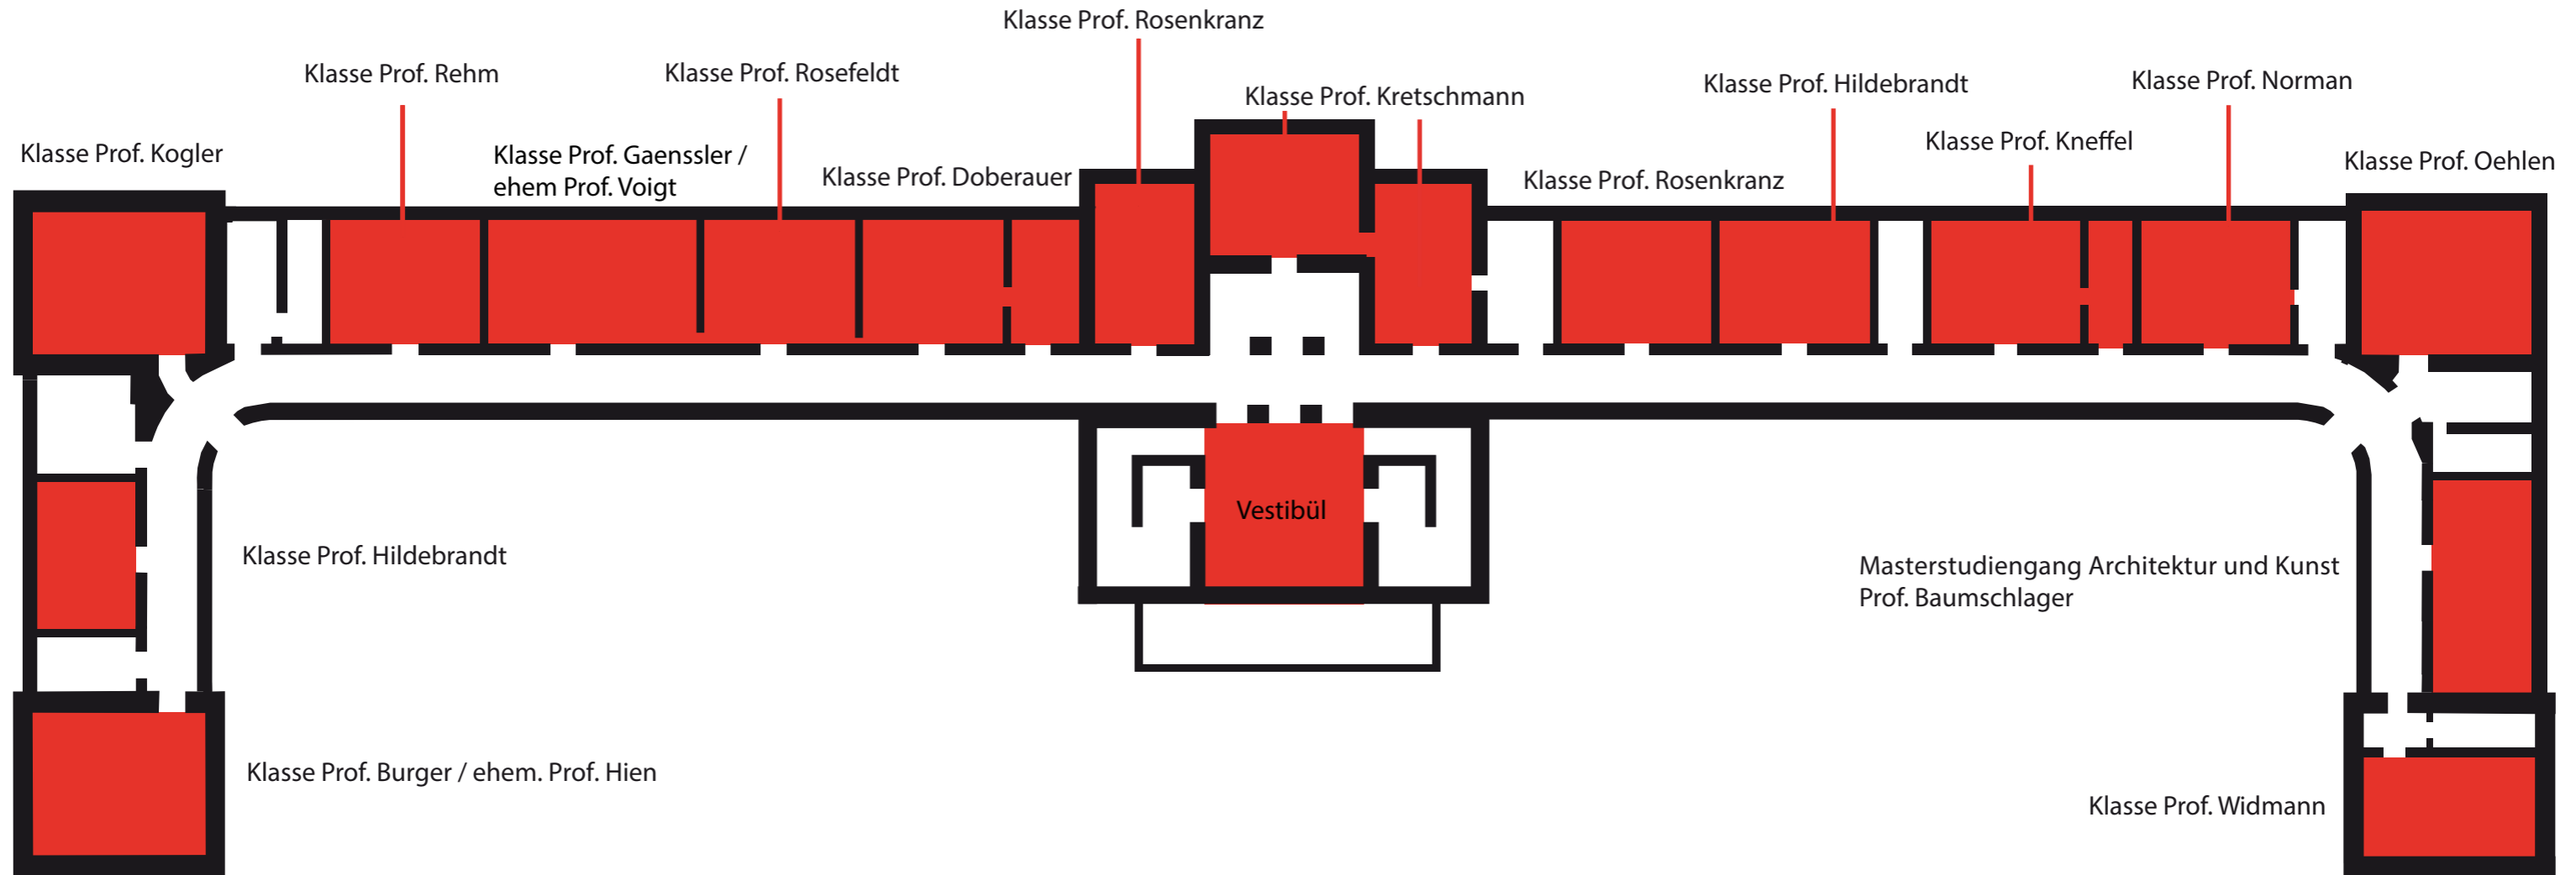 Klasse Prof. Rosenkranz
Klasse Prof. Rehm
Klasse Prof. Rosefeldt
Klasse Prof. Kretschmann
Klasse Prof. Hildebrandt
Klasse Prof. Norman
Klasse Prof. Kogler
Klasse Prof. Gaenssler /
ehem Prof. Voigt
Klasse Prof. Doberauer
Klasse Prof. Rosenkranz
Klasse Prof. Kneffel
Klasse Prof. Oehlen
Vestibül
Klasse Prof. Hildebrandt
Masterstudiengang Architektur und Kunst
Prof. Baumschlager
Klasse Prof. Burger / ehem. Prof. Hien
Klasse Prof. Widmann